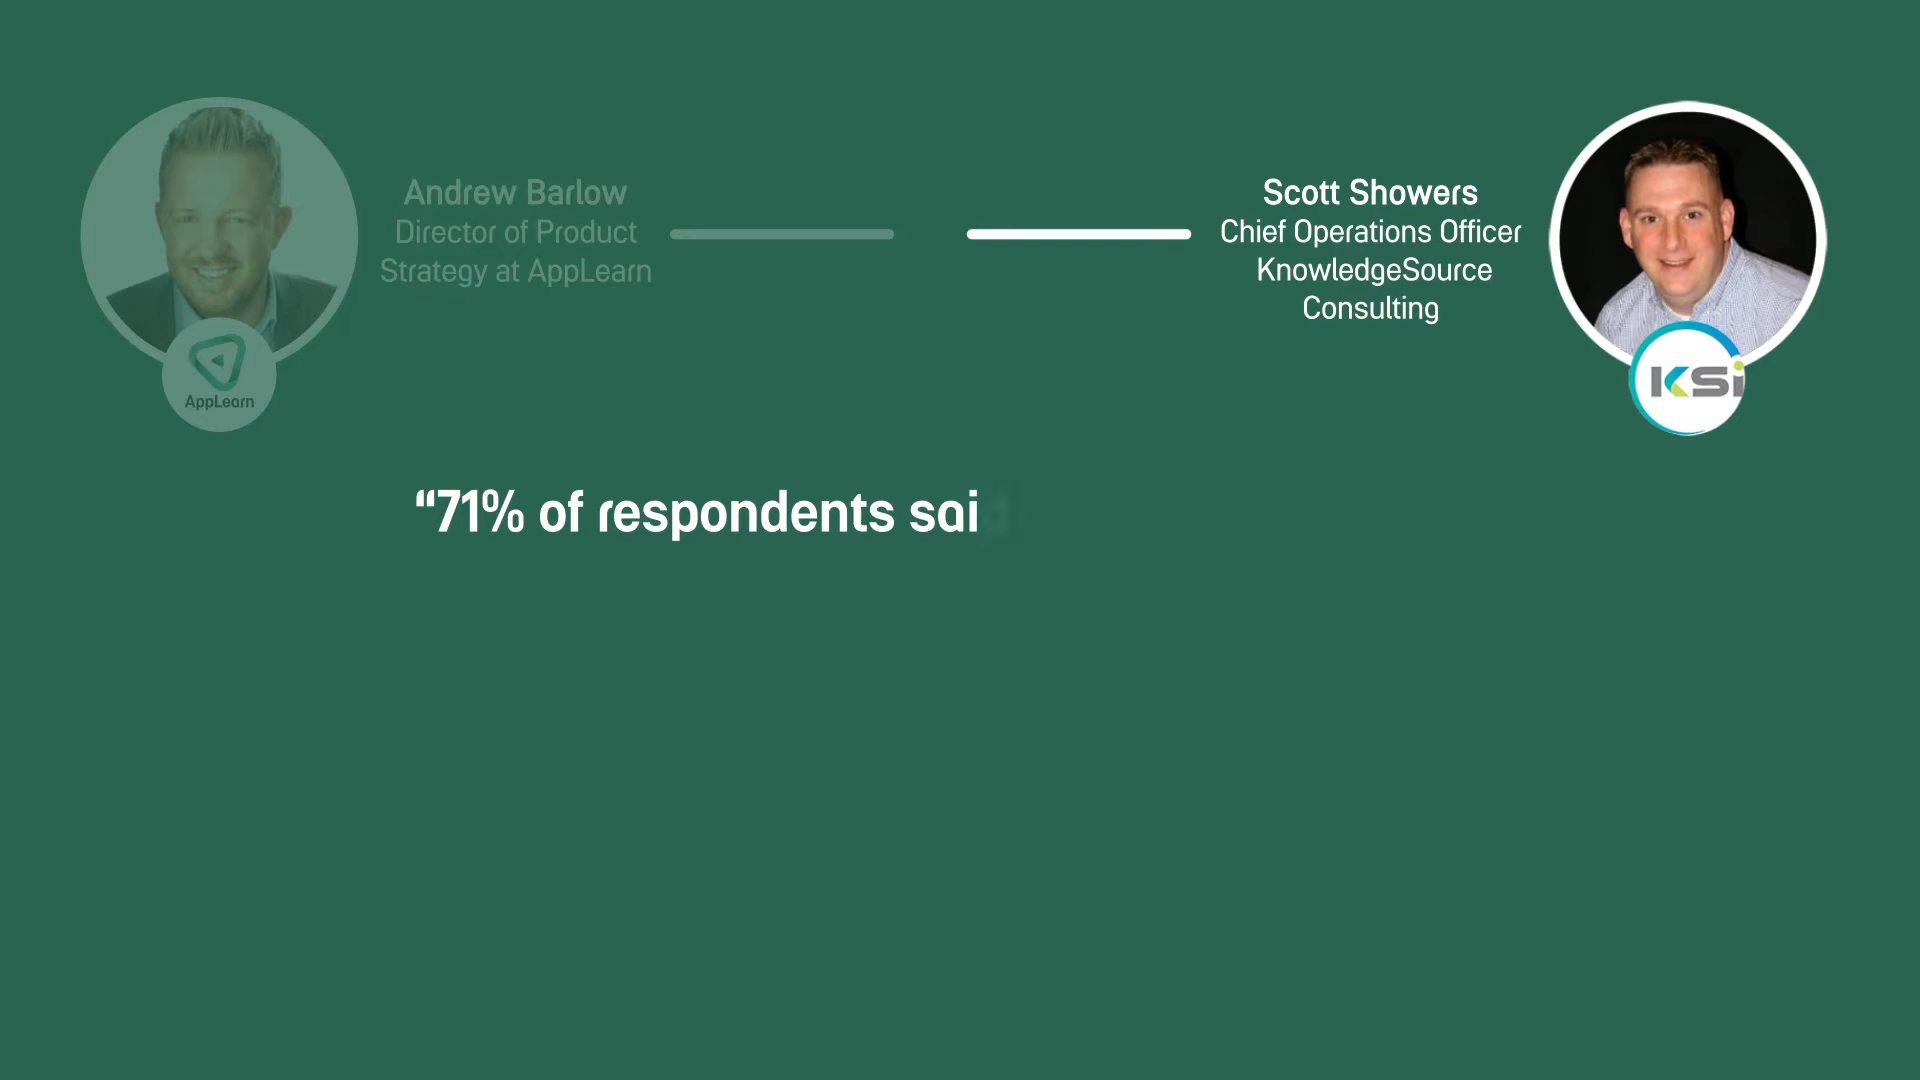 Andrew Barlow
Director of Product
Strategy at AppLearn
AppLearn
Scott Showers
Chief Operations Officer
KnowledgeSource
Consulting
KSi
“71% of respondents sai